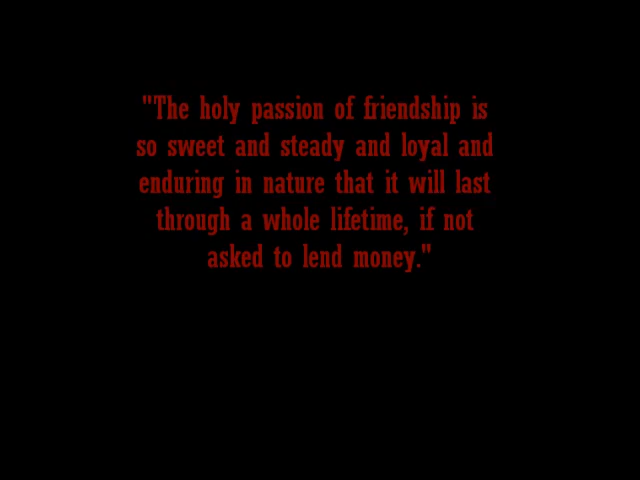 "The holy passion of friendship is
so sweet and steady and loyal and
enduring in nature that it will last
through a whole lifetime, if not
asked to lend money."